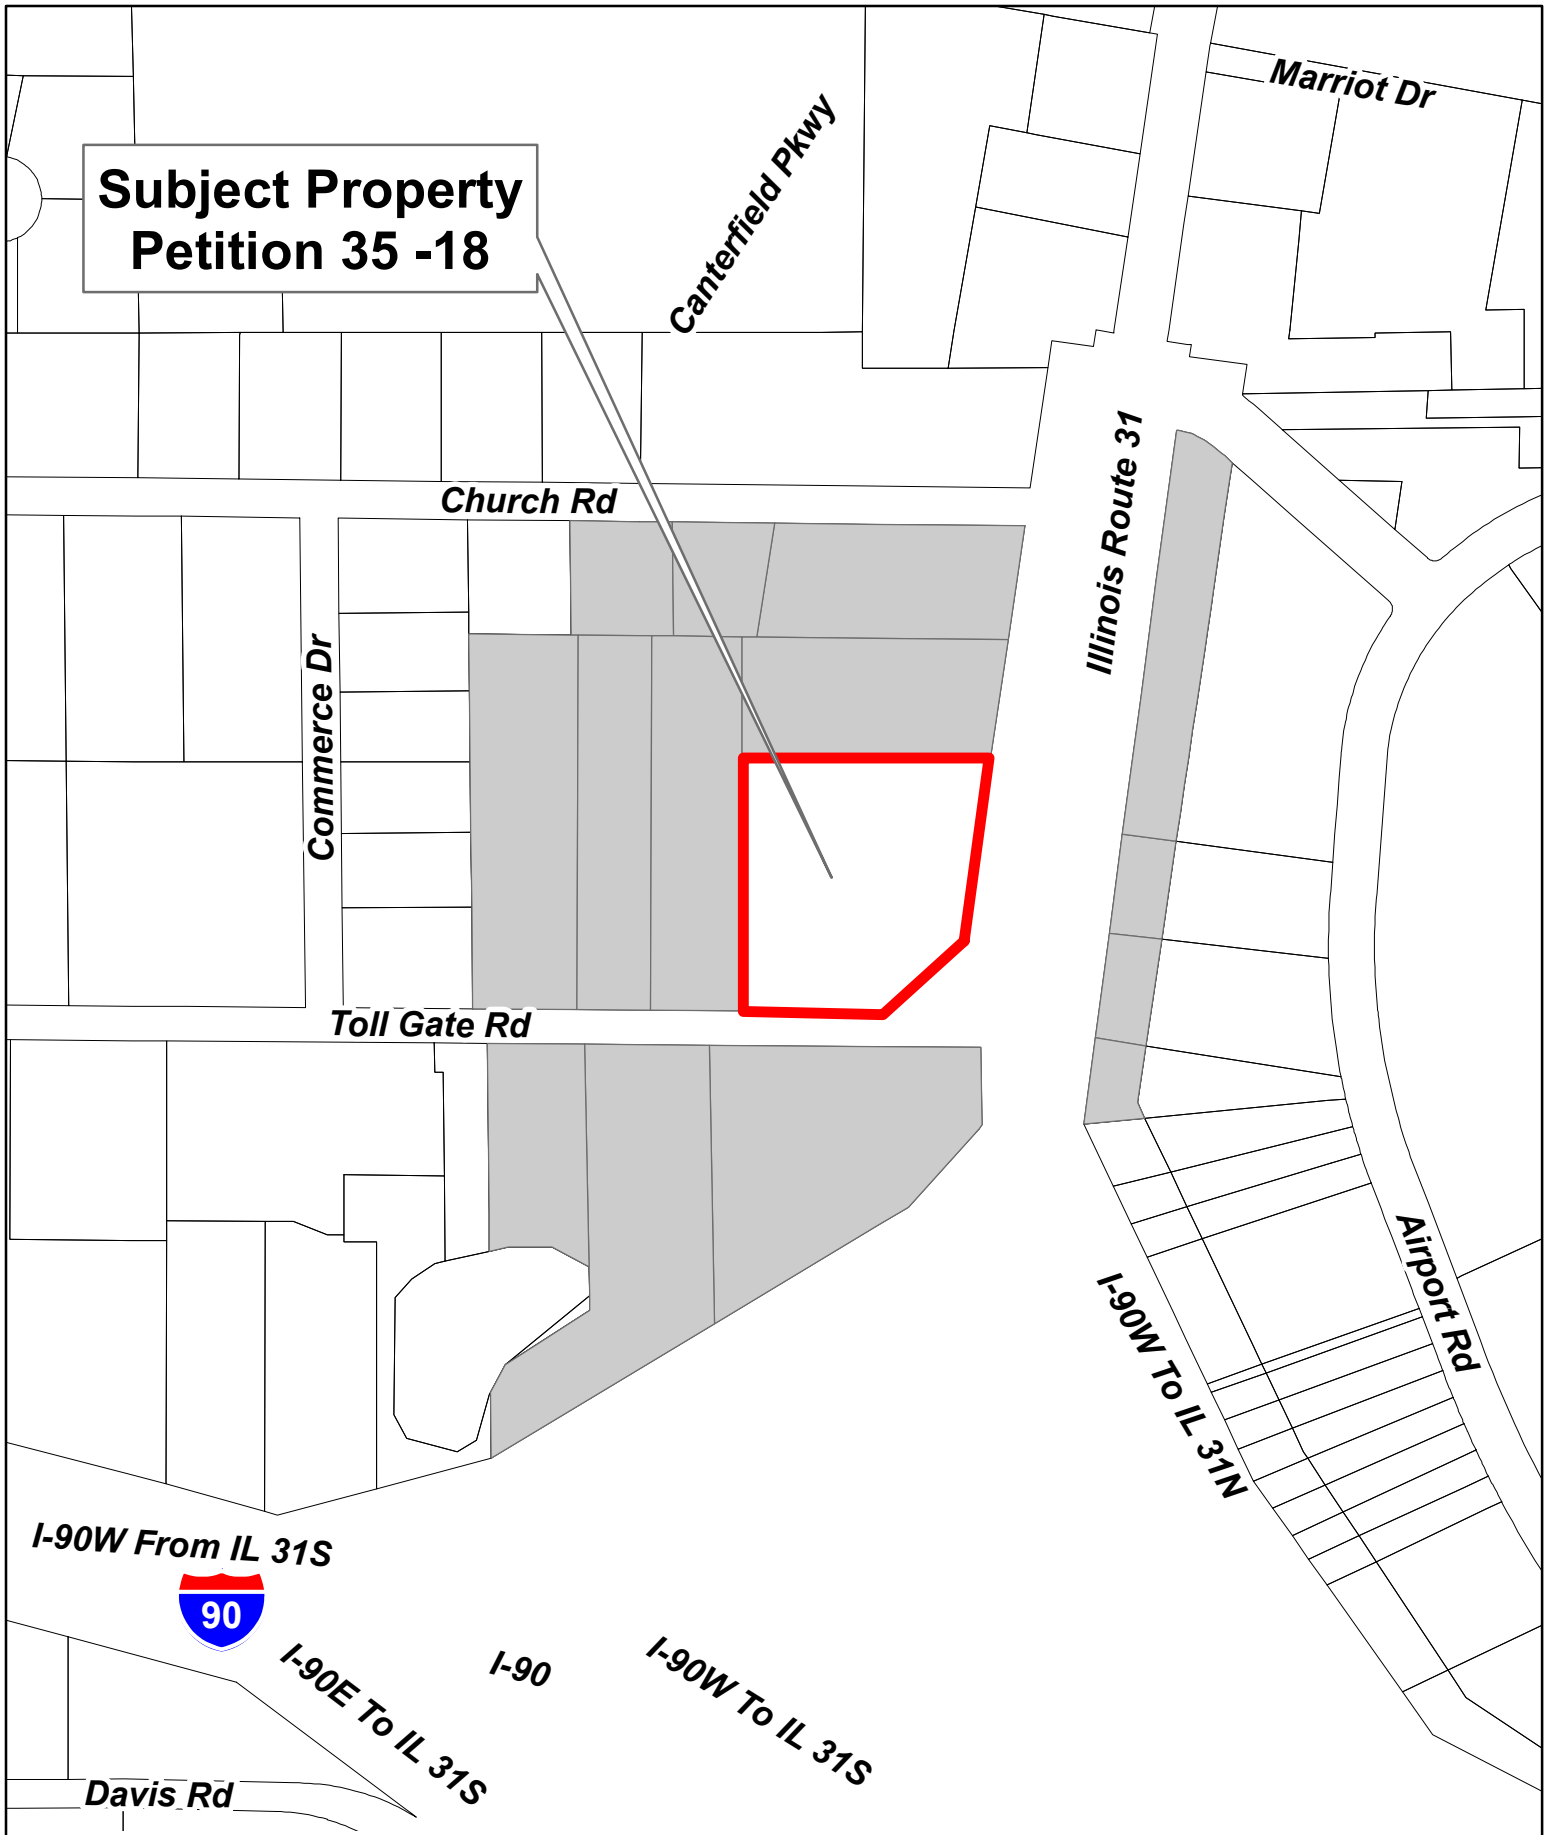 Marriot Dr
Canterfield Pkwy
Subject Property
Petition 35 -18
Illinois Route 31
Church Rd
Commerce Dr
Toll Gate Rd
Airport Rd
I-90W To IL 31N
I-90W From IL 31S
90
I-90E To IL 31S
I-90
I-90W To IL 31S
Davis Rd